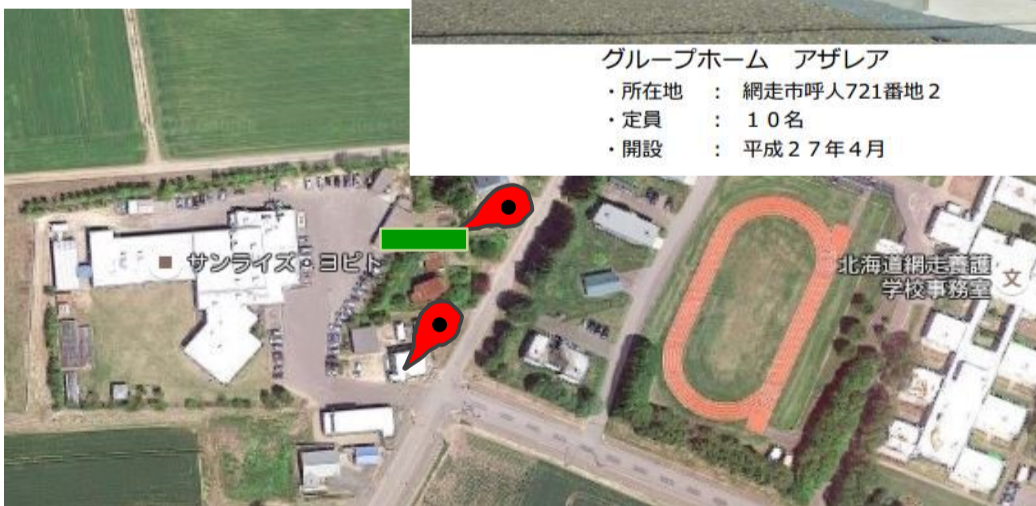 グループホーム　アザレア
・所在地　：　網走市呼人721番地２
・定員　：　１０名
・開設　：　平成２７年４月
サンライズ・ヨビト
北海道網走養護
学校事務室
文